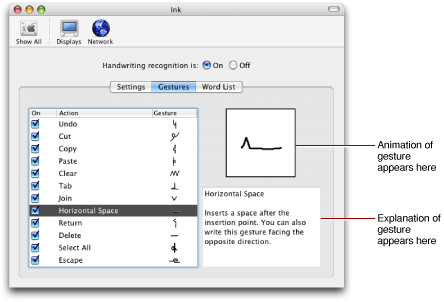 Ink
Show All Displays Network
Handwriting recognition is: On Off
Settings Gestures Word List
On Action Gesture
Undo
Cut
Copy
Paste
Clear
Tab
Join
Horizontal Space
Return
Delete
Select All
Escape
Horizontal Space
Inserts a space after the
insertion point. You can also
write this gesture facing the
opposite direction.
Animation of
gesture
appears here
Explanation of
gesture
appears here